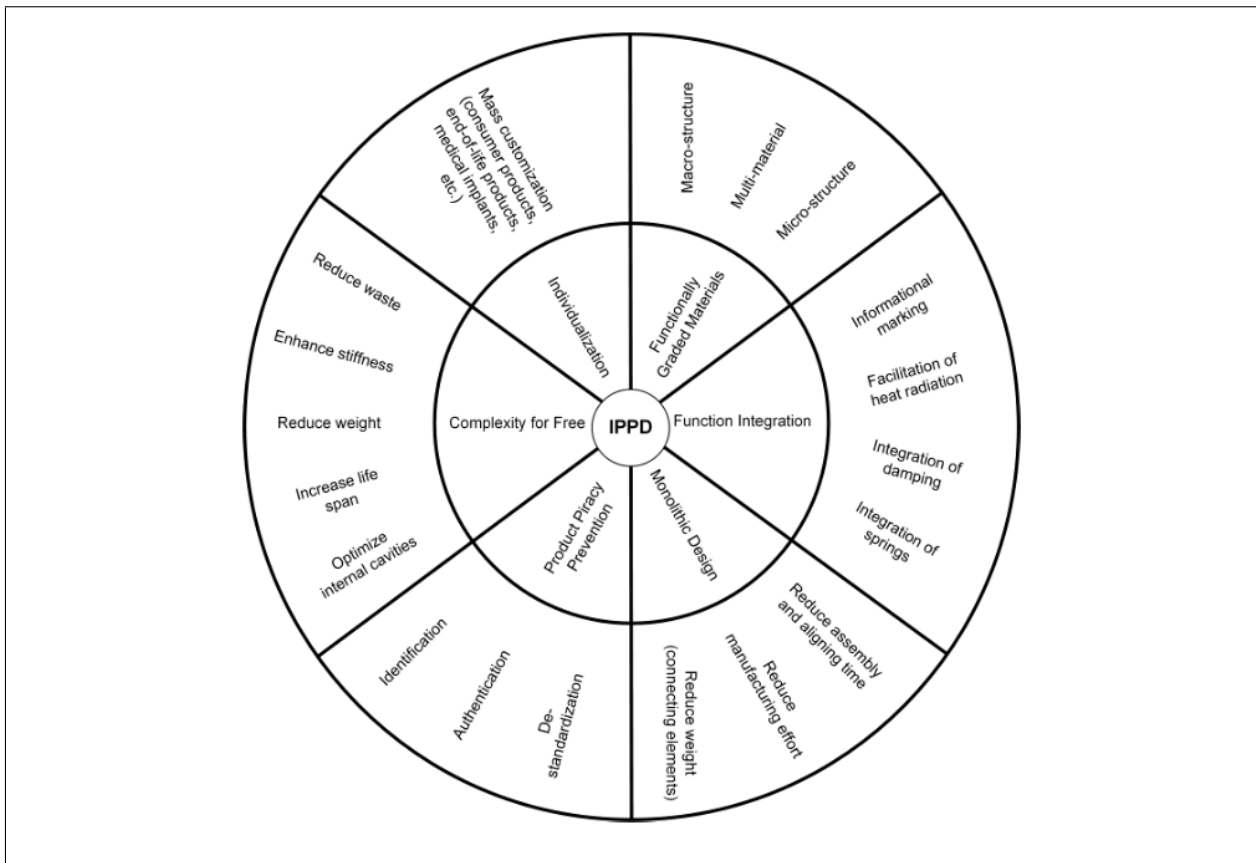 Mass customization
(consumer products,
end-of-life products,
medical implants,
etc.)
Macro-structure
Multi-material
Micro-structure
Individualization
Functionally
Graded Materials
Reduce waste
Enhance stiffness
Reduce weight
Increase life
span
Optimize
internal cavities
Complexity for Free
IPPD
Function Integration
Informational
marking
Facilitation of
heat radiation
Integration of
damping
Integration of
springs
Product Piracy
Prevention
Monolithic Design
Identification
Authentication
De-
standardization
Reduce weight
(connecting elements)
Reduce
manufacturing effort
Reduce assembly
and aligning time